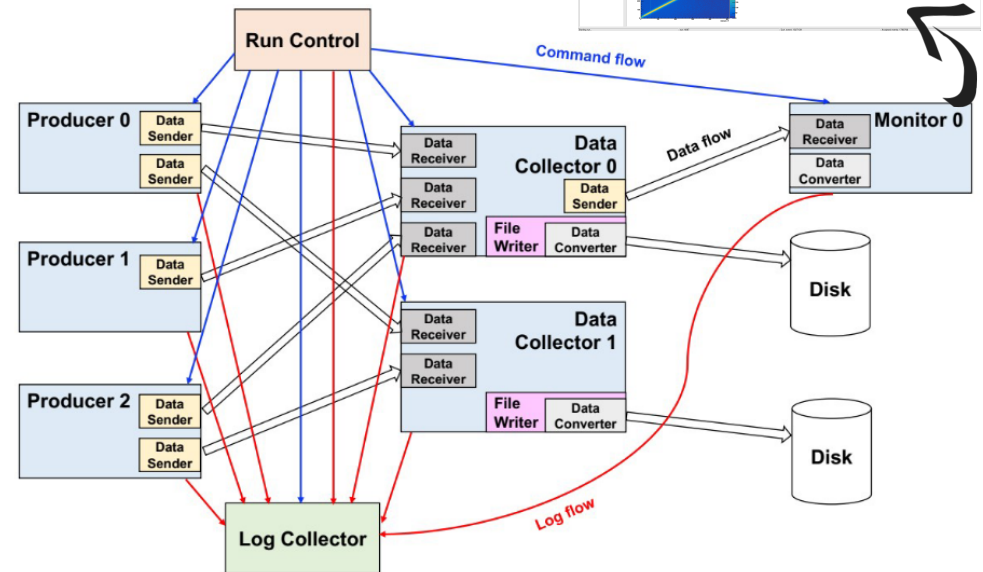 Run Control
Command flow
Producer 0
Data
Sender
Data
Sender
Data
Receiver
Data
Collector 0
Data
Receiver
Data
Sender
Data
Receiver
File
Writer
Data
Converter
Data flow
Monitor 0
Data
Receiver
Data
Converter
Producer 1
Data
Sender
Disk
Data
Receiver
Data
Collector 1
Data
Receiver
File
Writer
Data
Converter
Producer 2
Data
Sender
Data
Sender
Disk
Log Collector
Log flow